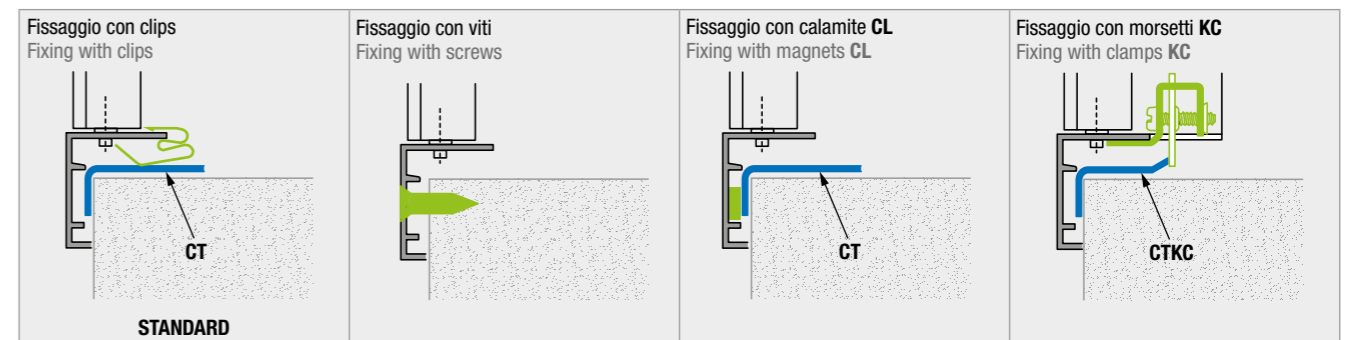 Fissaggio con clips
Fixing with clips
CT
STANDARD
Fissaggio con viti
Fixing with screws
Fissaggio con calamite CL
Fixing with magnets CL
CT
Fissaggio con morsetti KC
Fixing with clamps KC
CTKC